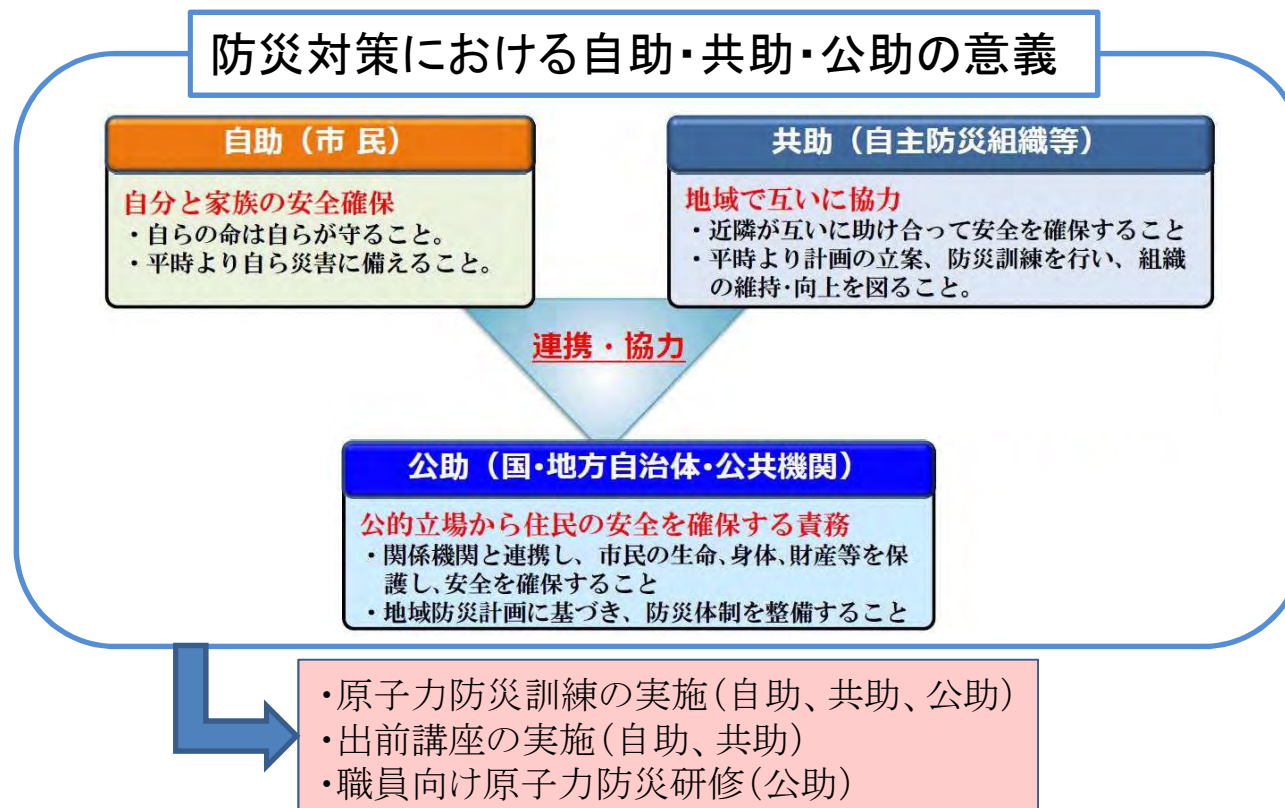 防災対策における自助・共助・公助の意義
自助（市 民）
自分と家族の安全確保
・自らの命は自らが守ること。
・平時より自ら災害に備えること。
共助（自主防災組織等）
地域で互いに協力
・近隣が互いに助け合って安全を確保すること
・平時より計画の立案、防災訓練を行い、組織
の維持・向上を図ること。
連携・協力
公助（国・地方自治体・公共機関）
公的立場から住民の安全を確保する責務
・関係機関と連携し、市民の生命、身体、財産等を保
護し、安全を確保すること
・地域防災計画に基づき、防災体制を整備すること
・原子力防災訓練の実施（自助、共助、公助）
・出前講座の実施（自助、共助）
・職員向け原子力防災研修（公助）